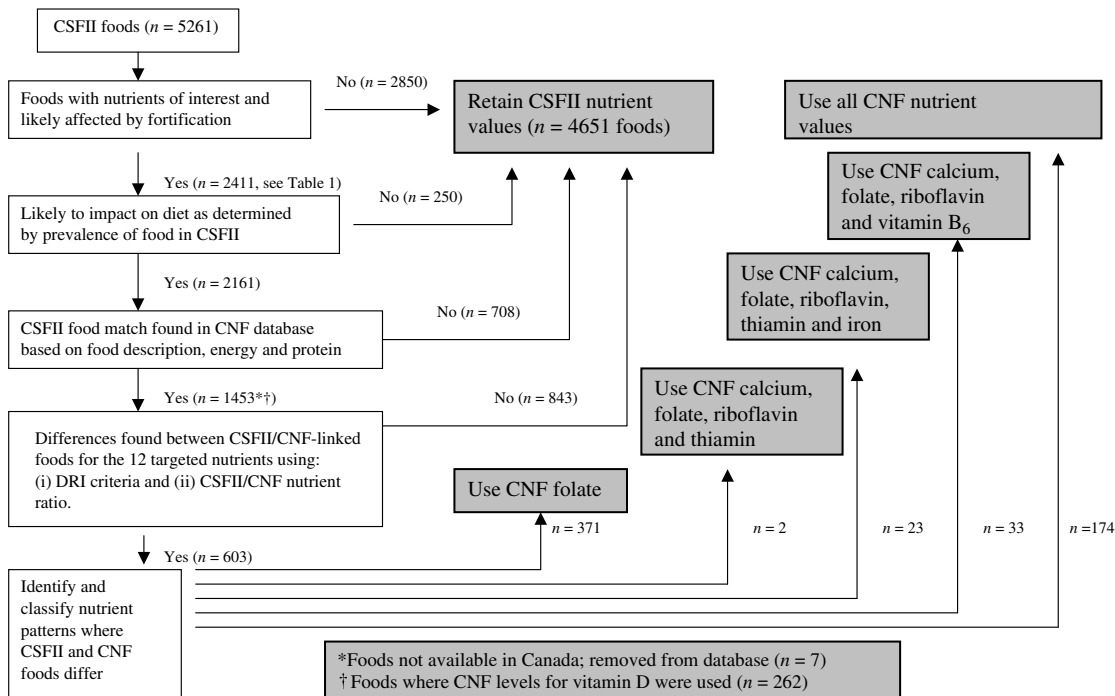 CSFII foods (n = 5261)
Foods with nutrients of interest and
likely affected by fortification
No (n = 2850)
Retain CSFII nutrient
values (n = 4651 foods)
Use all CNF nutrient
values
Yes (n = 2411, see Table 1)
Likely to impact on diet as determined
by prevalence of food in CSFII
No (n = 250)
Use CNF calcium,
folate, riboflavin
and vitamin B6
Yes (n = 2161)
CSFII food match found in CNF database
based on food description, energy and protein
No (n = 708)
Use CNF calcium,
folate, riboflavin,
thiamin and iron
Yes (n = 1453*†)
No (n = 843)
Use CNF calcium,
folate, riboflavin
and thiamin
Differences found between CSFII/CNF-linked
foods for the 12 targeted nutrients using:
(i) DRI criteria and (ii) CSFII/CNF nutrient
ratio.
Use CNF folate
n = 371
n = 2
n = 23
n = 33
n =174
Yes (n = 603)
Identify and
classify nutrient
patterns where
CSFII and CNF
foods differ
*Foods not available in Canada; removed from database (n = 7)
†Foods where CNF levels for vitamin D were used (n = 262)